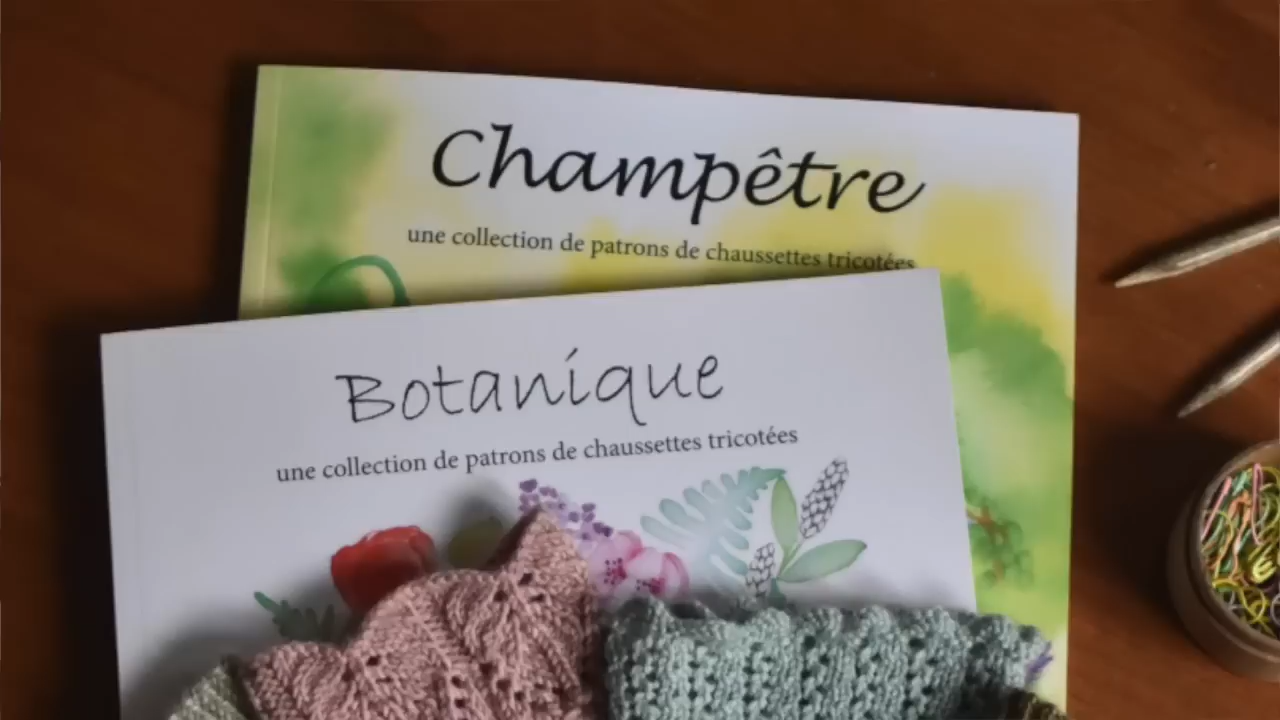 Champêtre
une collection de patrons de chaussettes tricotées
Botanique
une collection de patrons de chaussettes tricotées